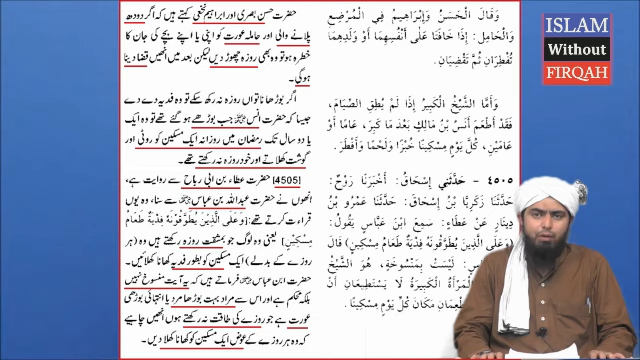 حضرت حسن بصری اور ابراہیم نخعی کہتے ہیں کہ اگر دودھ
پلانے والی اور حاملہ عورت کو اپنی یا اپنے بچے کی جان کا
خطرہ ہو تو وہ بھی روزہ چھوڑ دیں لیکن بعد میں انھیں قضا دینا
ہوگی۔
اگر بوڑھا ناتواں روزہ نہ رکھ سکے تو وہ فدیہ دے دے
جیسا کہ حضرت انس جب بوڑھے ہو گئے تھے تو وہ ایک
یا دو سال تک رمضان میں روزانہ ایک مسکین کو روٹی اور
گوشت کھلاتے اور خود روزہ نہ رکھتے تھے۔
[4505] حضرت عطاء بن ابی رباح سے روایت ہے،
انھوں نے حضرت عبداللہ بن عباس سے سنا، وہ یوں
قراءت کرتے تھے: {وَعَلَى الَّذِينَ يُطَوَّقُونَهُ فِدْيَةٌ طَعَامُ
مِسْكِينٍ} یعنی وہ لوگ جو بمشقت روزہ رکھتے ہیں وہ (ہر
روزے کے بدلے) ایک مسکین کو بطور فدیہ کھانا کھلائیں۔
حضرت ابن عباس فرماتے ہیں کہ یہ آیت منسوخ نہیں
بلکہ محکم ہے اور اس سے مراد بہت بوڑھا مرد یا انتہائی بوڑھی
عورت ہے جو روزے کی طاقت نہ رکھتے ہوں انھیں چاہیے
کہ وہ ہر روزے کے عوض ایک مسکین کو کھانا کھلا دیں۔
وَقَالَ الْحَسَنُ وَإِبْرَاهِيمُ فِي الْمُرْضِعِ
وَالْحَامِلِ: إِذَا خَافَتَا عَلَى أَنْفُسِهِمَا أَوْ وَلَدِهِمَا
تُفْطِرَانِ ثُمَّ تَقْضِيَانِ.
وَأَمَّا الشَّيْخُ الْكَبِيرُ إِذَا لَمْ يُطِقِ الصِّيَامَ،
فَقَدْ أَطْعَمَ أَنَسُ بْنُ مَالِكٍ بَعْدَ مَا كَبِرَ، عَامًا أَوْ
عَامَيْنِ، كُلَّ يَوْمٍ مِسْكِينًا خُبْزًا وَلَحْمًا وَأَفْطَرَ.
٤٥٠٥ - حَدَّثَنِي إِسْحَاقُ: أَخْبَرَنَا رَوْحٌ:
حَدَّثَنَا زَكَرِيَّا بْنُ إِسْحَاقَ: حَدَّثَنَا عَمْرُو بْنُ
دِينَارٍ عَنْ عَطَاءٍ: سَمِعَ ابْنَ عَبَّاسٍ يَقُولُ:
(وَعَلَى الَّذِينَ يُطَوَّقُونَهُ فِدْيَةٌ طَعَامُ مِسْكِينٍ) قَالَ
لَيْسَتْ بِمَنْسُوخَةٍ، هُوَ الشَّيْخُ
الْمَرْأَةُ الْكَبِيرَةُ لَا يَسْتَطِيعَانِ أَنْ
مَكَانَ كُلِّ يَوْمٍ مِسْكِينًا.
ISLAM
Without
FIRQAH